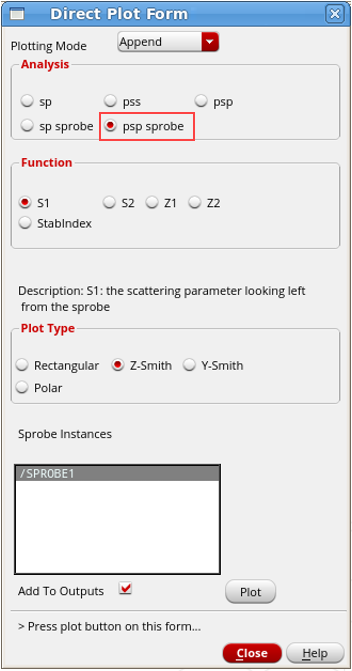 Direct Plot Form
Plotting Mode Append
Analysis
sp pss psp
sp sprobe psp sprobe
Function
S1 S2 Z1 Z2
StabIndex
Description: S1: the scattering parameter looking left
from the sprobe
Plot Type
Rectangular Z-Smith Y-Smith
Polar
Sprobe Instances
/SPROBE1
Add To Outputs Plot
> Press plot button on this form...
Close Help